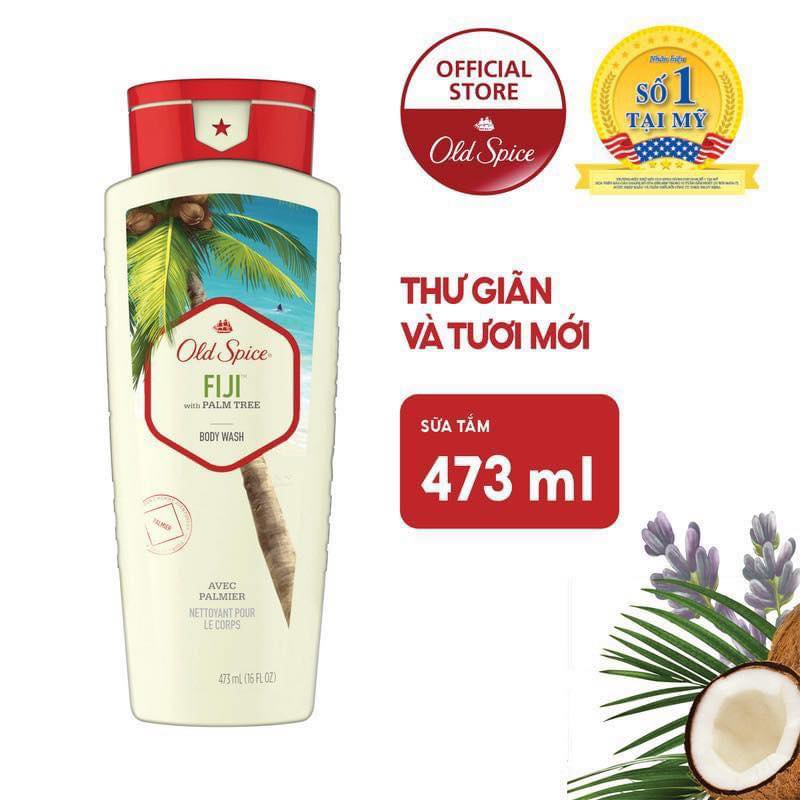 OFFICIAL
STORE
Old Spice
Nhãn hiệu
SỐ 1
TẠI MỸ
THƯ GIÃN
VÀ TƯƠI MỚI
SỮA TẮM
473 ml
Old Spice
FIJI™
with PALM TREE
BODY WASH
PALMIER
AVEC
PALMIER
NETTOYANT POUR
LE CORPS
473 mL (16 FL OZ)